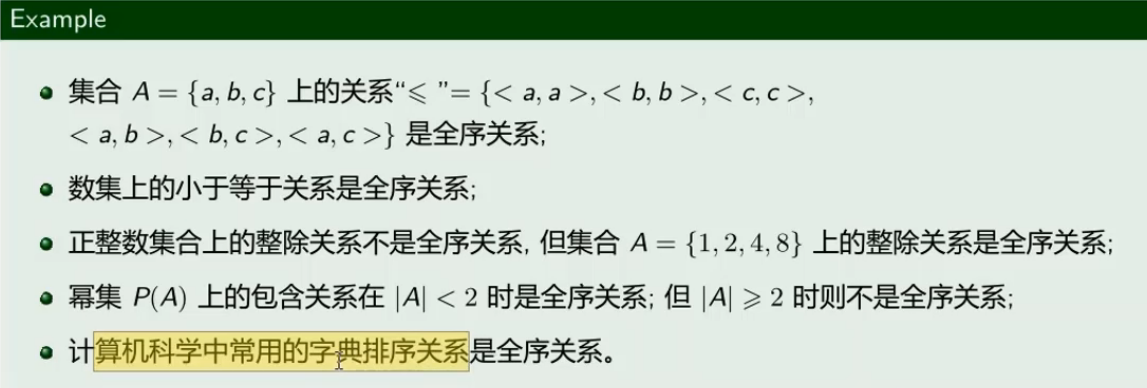 Example
集合 A = {a, b, c} 上的关系“⩽ ”= {< a, a >, < b, b >, < c, c >,
< a, b >, < b, c >, < a, c >} 是全序关系;
数集上的小于等于关系是全序关系;
正整数集合上的整除关系不是全序关系, 但集合 A = {1, 2, 4, 8} 上的整除关系是全序关系;
幂集 P(A) 上的包含关系在 |A| < 2 时是全序关系; 但 |A| ⩾ 2 时则不是全序关系;
计算机科学中常用的字典排序关系是全序关系。